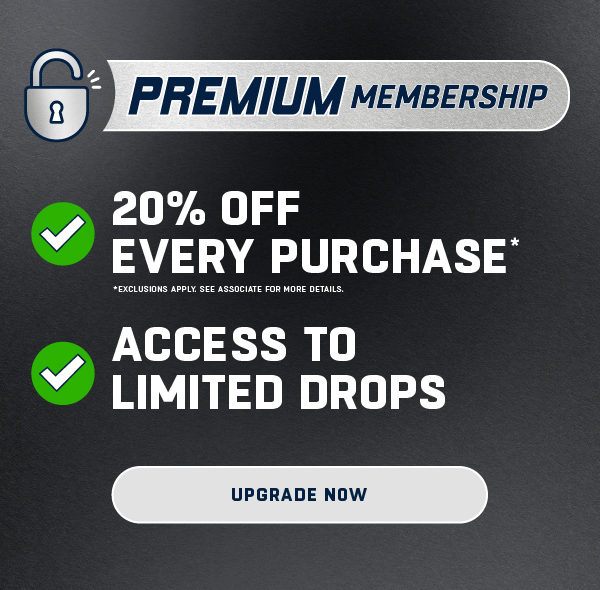 PREMIUM MEMBERSHIP
20% OFF
EVERY PURCHASE*
*EXCLUSIONS APPLY. SEE ASSOCIATE FOR MORE DETAILS.
ACCESS TO
LIMITED DROPS
UPGRADE NOW